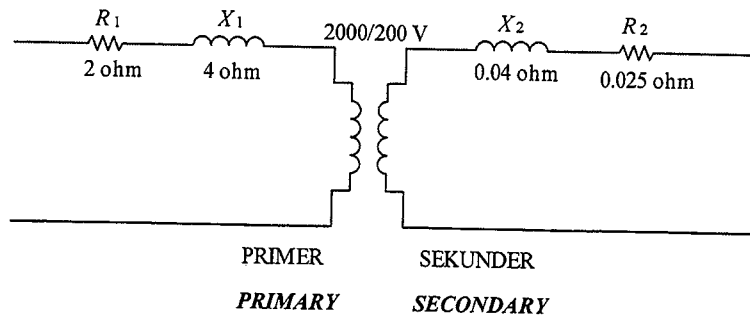 R1 X1 2000/200 V X2 R2
2 ohm 4 ohm 0.04 ohm 0.025 ohm
PRIMER SEKUNDER
PRIMARY SECONDARY